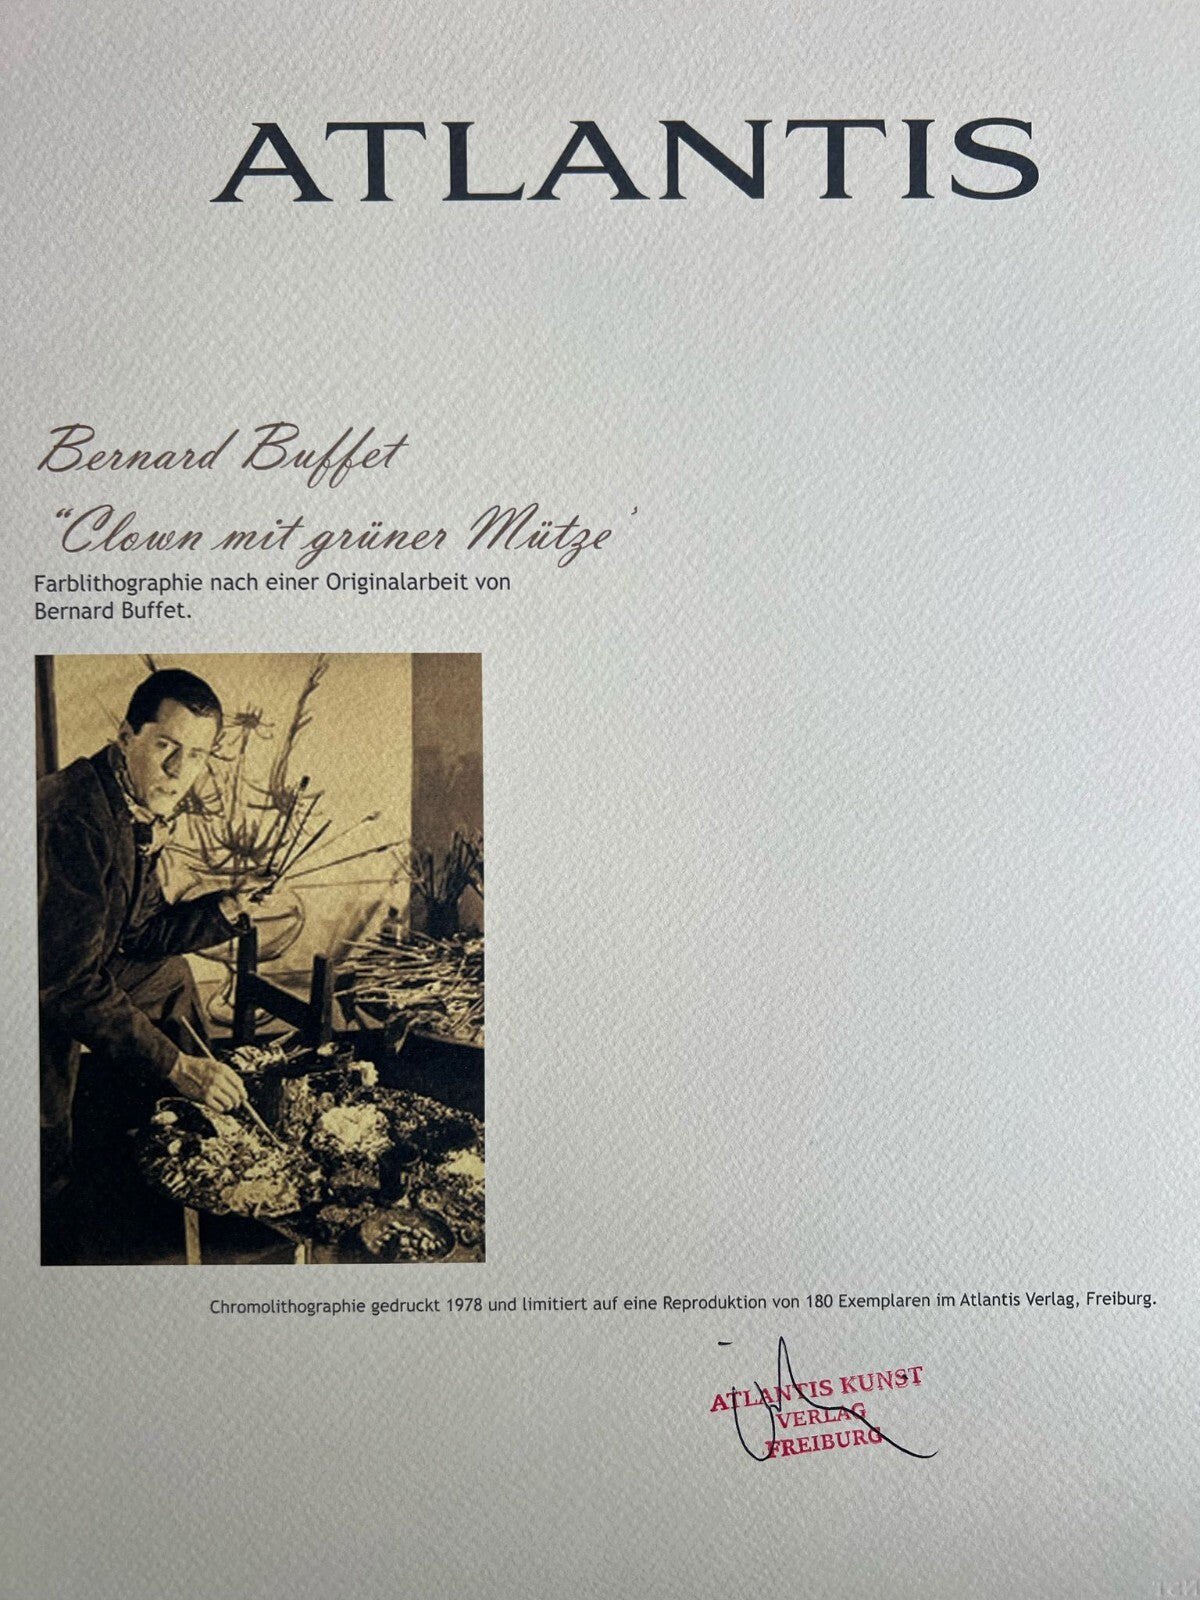 ATLANTIS
Bernard Buffet
"Clown mit grüner Mütze'
Farblithographie nach einer Originalarbeit von
Bernard Buffet.
Chromolithographie gedruckt 1978 und limitiert auf eine Reproduktion von 180 Exemplaren im Atlantis Verlag, Freiburg.
ATLANTIS KUNST
VERLAG
FREIBURG